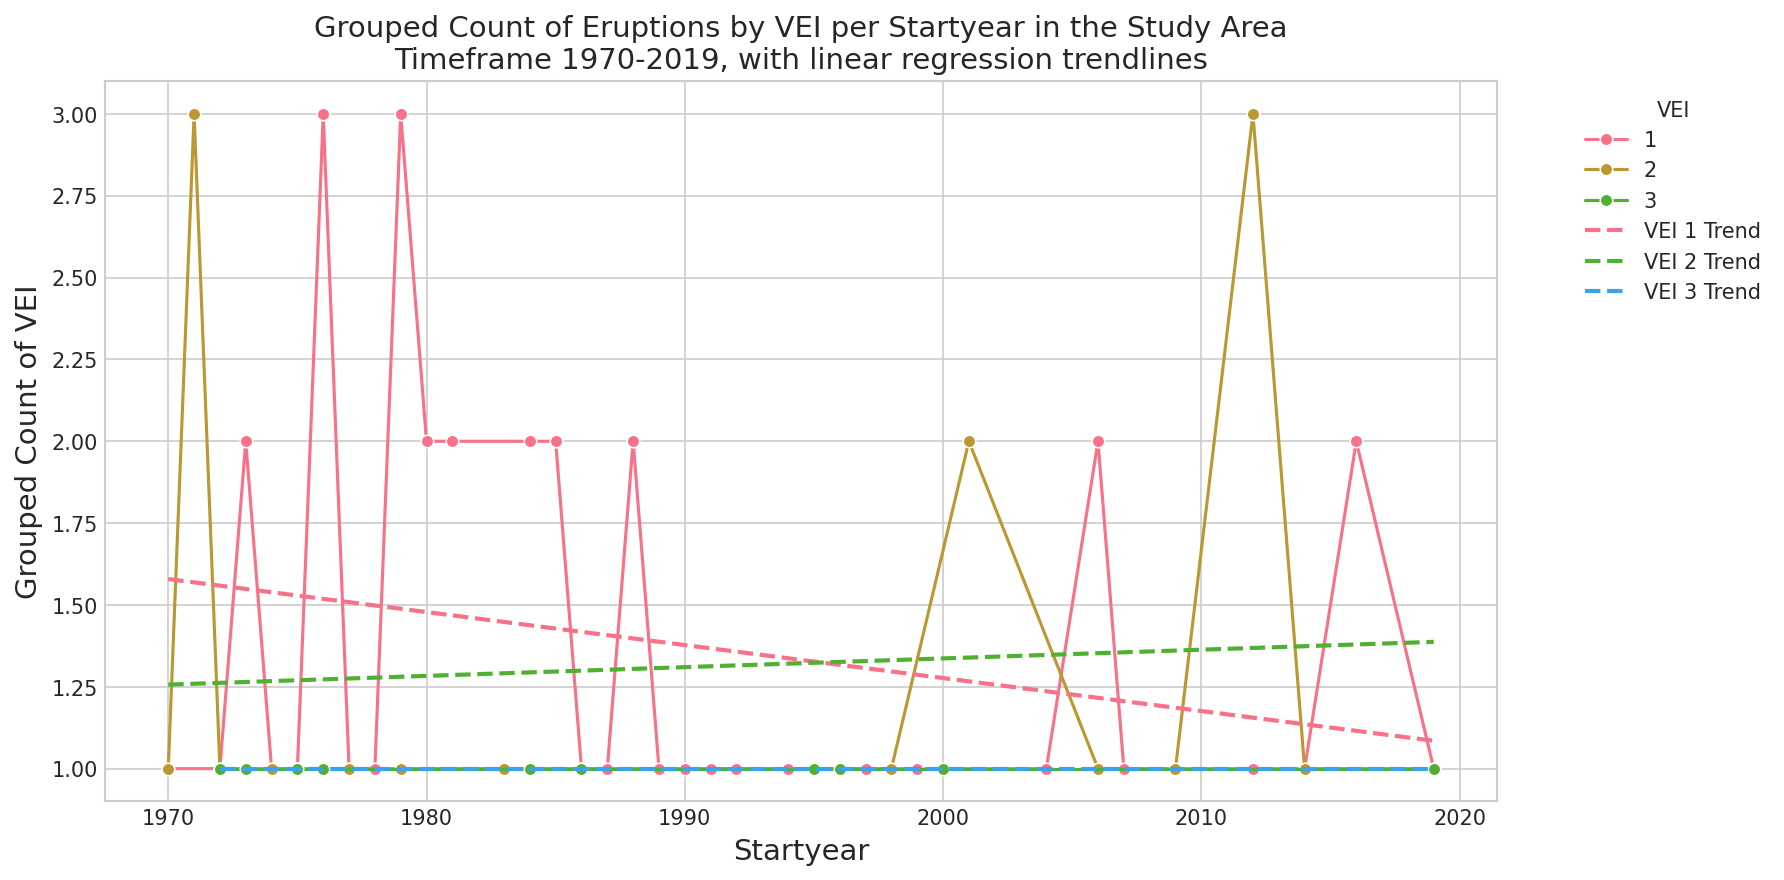 Grouped Count of Eruptions by VEI per Startyear in the Study Area
Timeframe 1970-2019, with linear regression trendlines
Grouped Count of VEI
3.00
2.75
2.50
2.25
2.00
1.75
1.50
1.25
1.00
1970
1980
1990
2000
2010
2020
Startyear
VEI
1
2
3
VEI 1 Trend
VEI 2 Trend
VEI 3 Trend